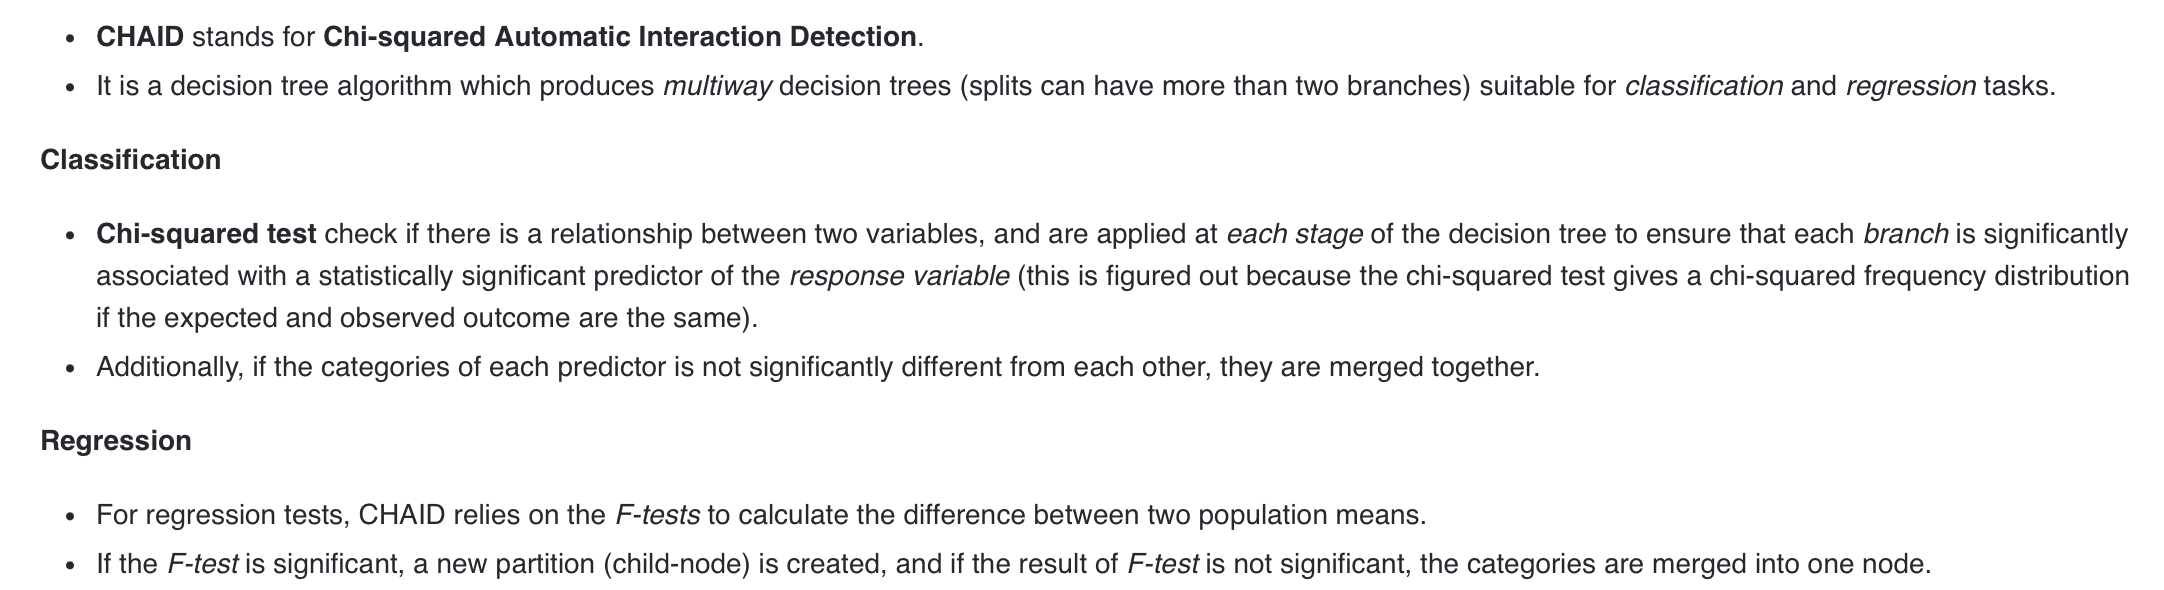 • CHAID stands for Chi-squared Automatic Interaction Detection.
• It is a decision tree algorithm which produces multiway decision trees (splits can have more than two branches) suitable for classification and regression tasks.
Classification
• Chi-squared test check if there is a relationship between two variables, and are applied at each stage of the decision tree to ensure that each branch is significantly
associated with a statistically significant predictor of the response variable (this is figured out because the chi-squared test gives a chi-squared frequency distribution
if the expected and observed outcome are the same).
• Additionally, if the categories of each predictor is not significantly different from each other, they are merged together.
Regression
• For regression tests, CHAID relies on the F-tests to calculate the difference between two population means.
• If the F-test is significant, a new partition (child-node) is created, and if the result of F-test is not significant, the categories are merged into one node.